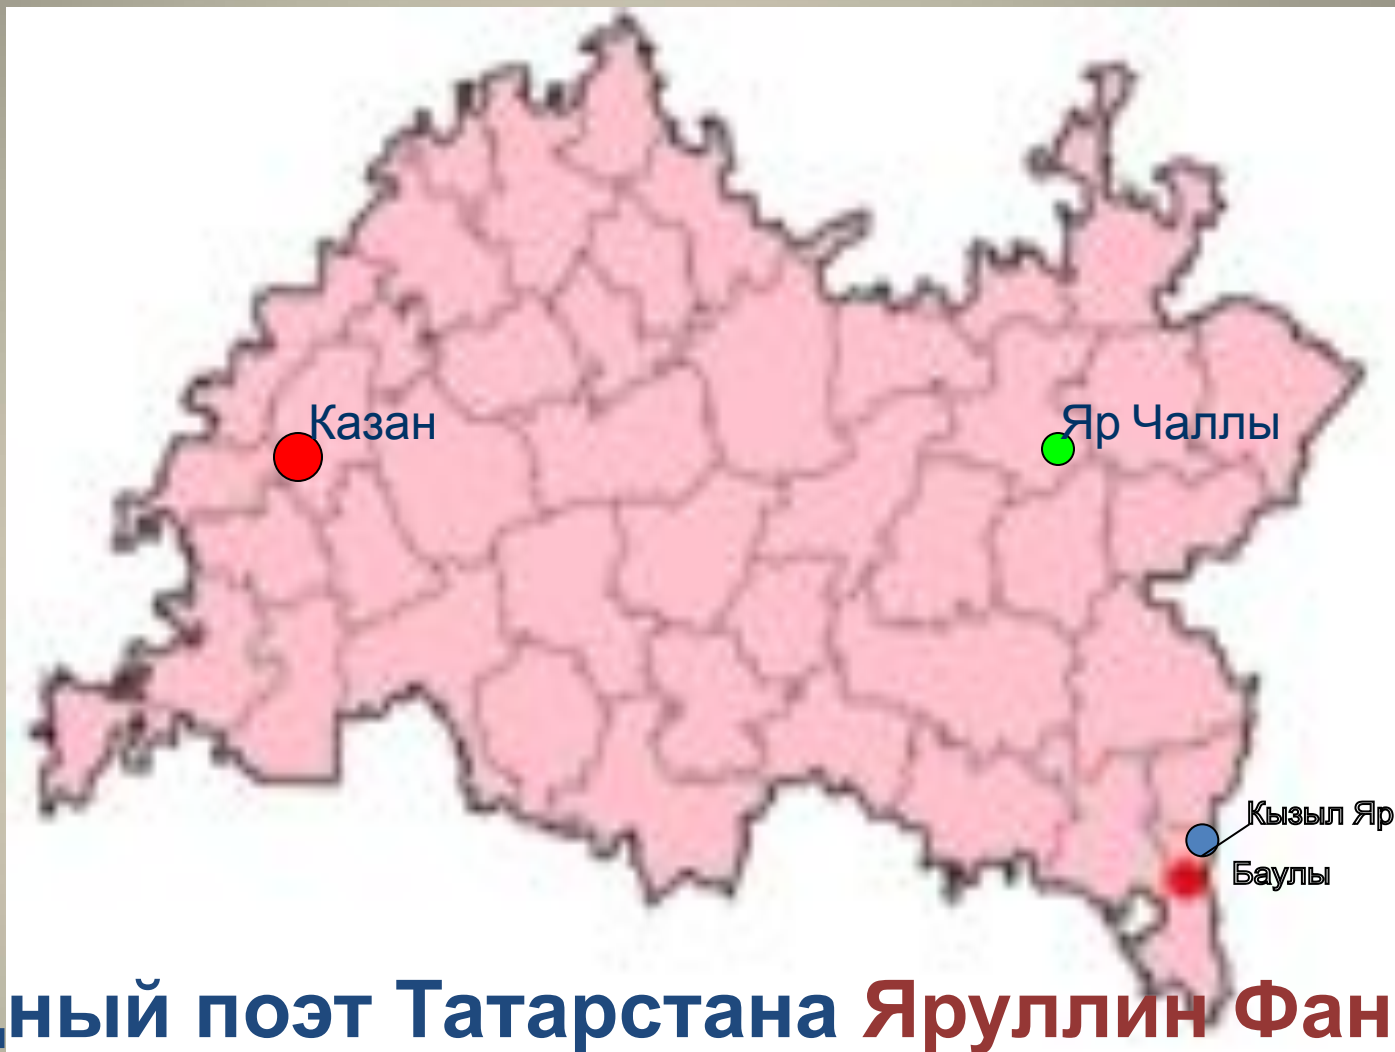 Казан
Яр Чаллы
Кызыл Яр
Баулы
ный поэт Татарстана Яруллин Фан